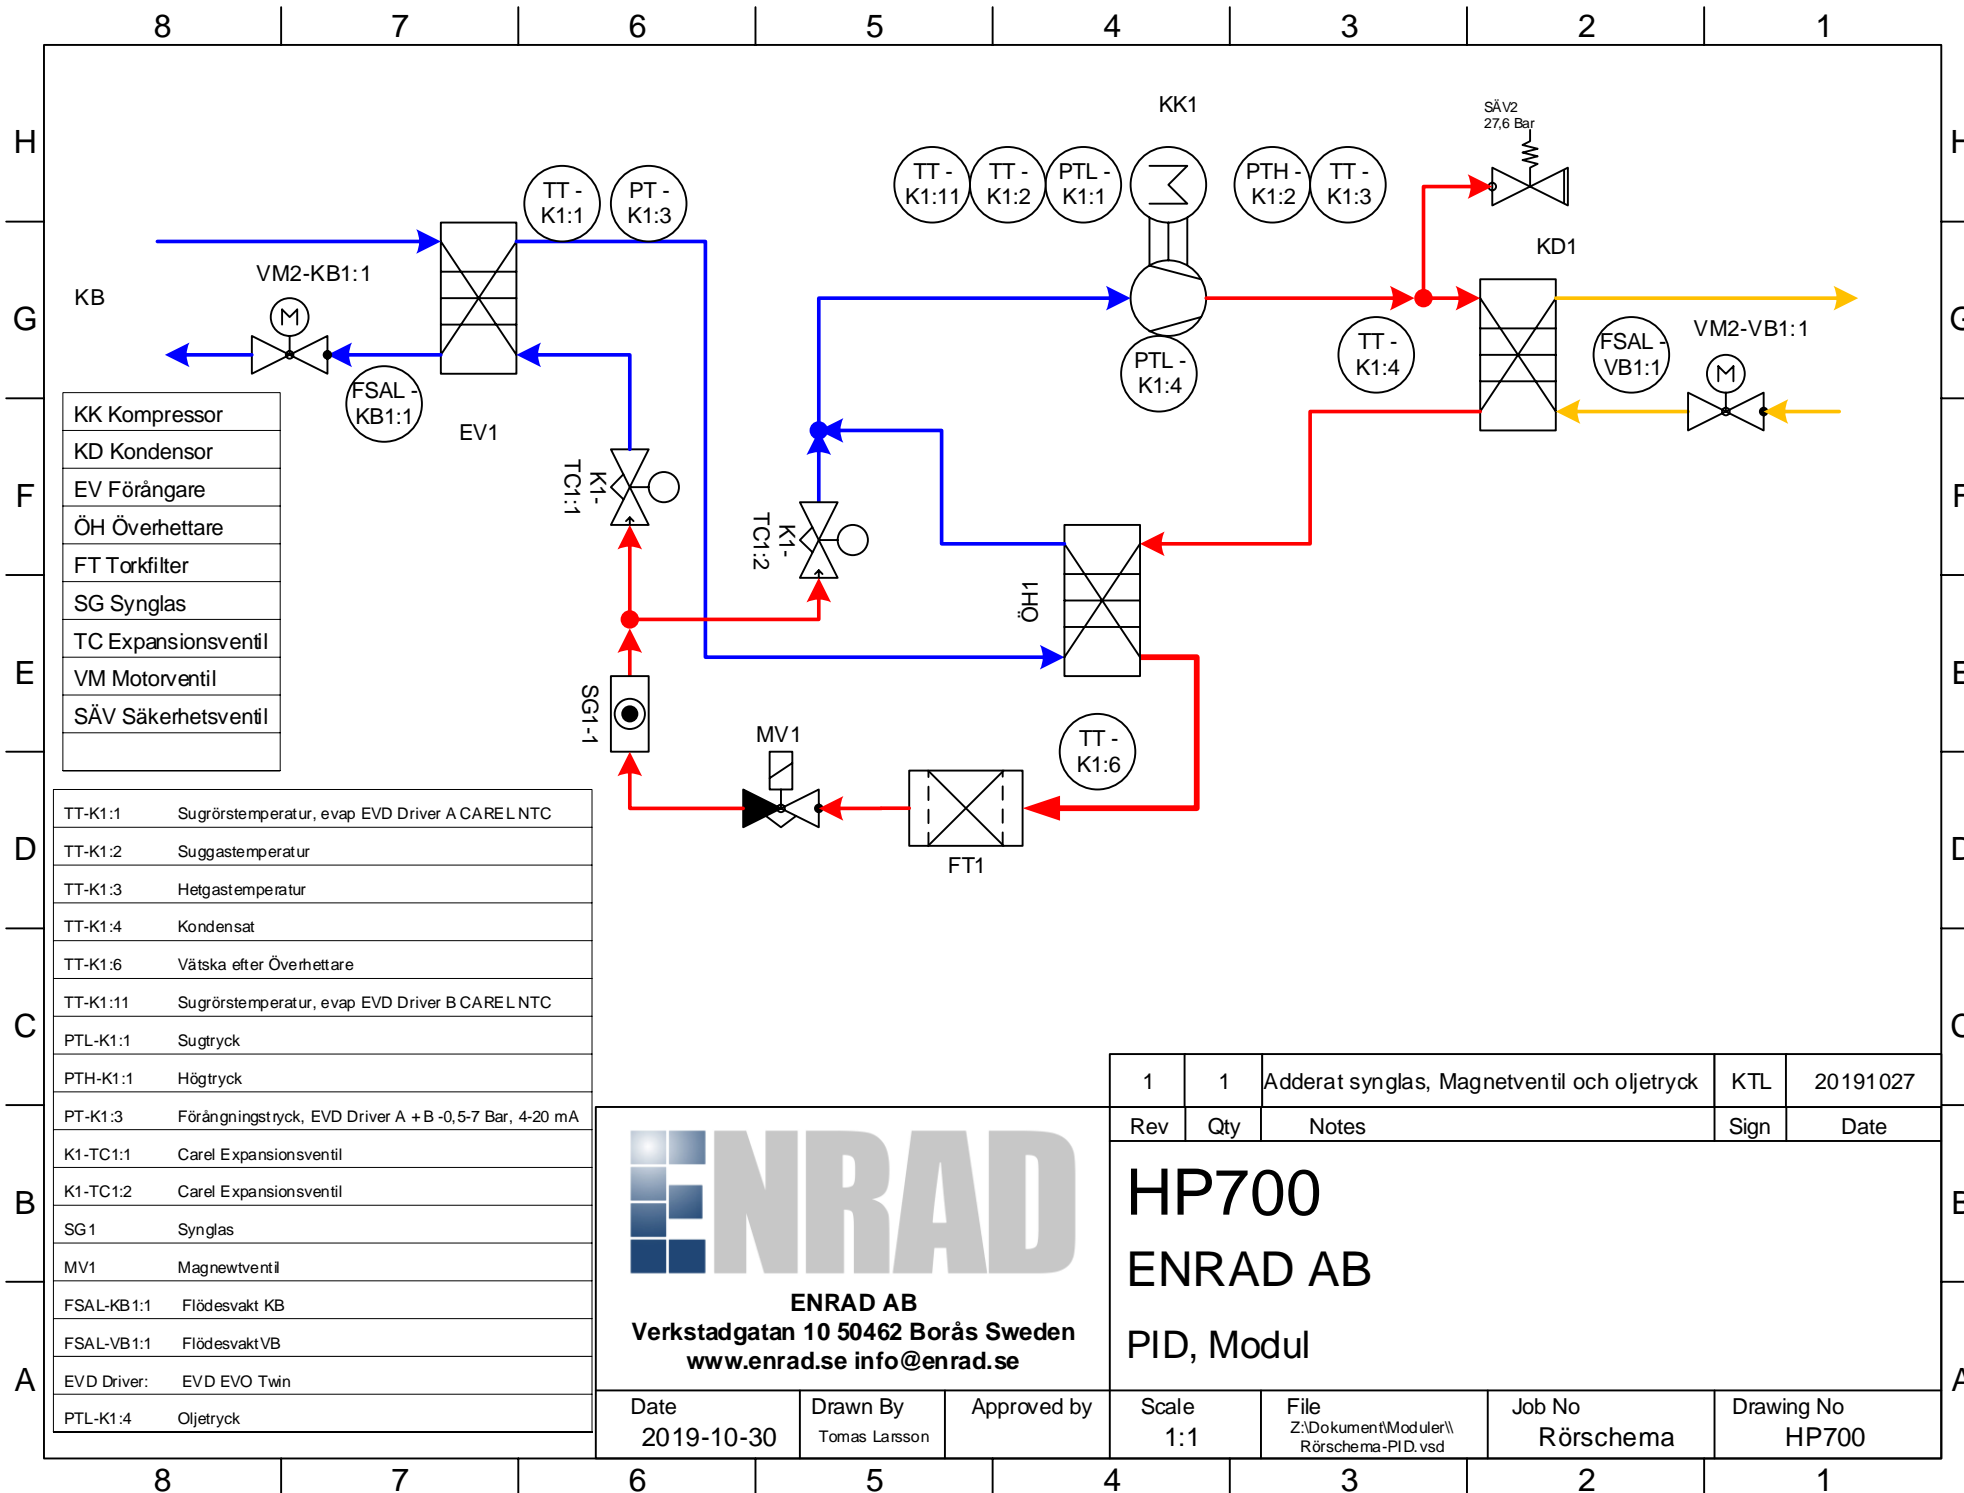 8 7 6 5 4 3 2 1
H H
G G
F F
E E
D D
C C
B B
A A
KK1
SÄV2
27,6 Bar
TT -
K1:1
PT -
K1:3
TT -
K1:11
TT -
K1:2
PTL -
K1:1
PTH -
K1:2
TT -
K1:3
KD1
KB
VM2-KB1:1
M
FSAL -
KB1:1
EV1
PTL -
K1:4
TT -
K1:4
FSAL -
VB1:1
VM2-VB1:1
M
K1-
TC1:1
K1-
TC1:2
ÖH1
SG1-1
MV1
TT -
K1:6
FT1
KK Kompressor
KD Kondensor
EV Förångare
ÖH Överhettare
FT Torkfilter
SG Synglas
TC Expansionsventil
VM Motorventil
SÄV Säkerhetsventil
TT-K1:1 Sugrörstemperatur, evap EVD Driver A CAREL NTC
TT-K1:2 Suggastemperatur
TT-K1:3 Hetgastemperatur
TT-K1:4 Kondensat
TT-K1:6 Vätska efter Överhettare
TT-K1:11 Sugrörstemperatur, evap EVD Driver B CAREL NTC
PTL-K1:1 Sugtryck
PTH-K1:1 Högtryck
PT-K1:3 Förångningstryck, EVD Driver A + B -0,5-7 Bar, 4-20 mA
K1-TC1:1 Carel Expansionsventil
K1-TC1:2 Carel Expansionsventil
SG1 Synglas
MV1 Magnewtventil
FSAL-KB1:1 Flödesvakt KB
FSAL-VB1:1 Flödesvakt VB
EVD Driver: EVD EVO Twin
PTL-K1:4 Oljetryck
ENRAD
ENRAD AB
Verkstadgatan 10 50462 Borås Sweden
www.enrad.se info@enrad.se
1 1 Adderat synglas, Magnetventil och oljetryck KTL 20191027
Rev Qty Notes Sign Date
HP700
ENRAD AB
PID, Modul
Date
2019-10-30
Drawn By
Tomas Larsson
Approved by
Scale
1:1
File
Z:\Dokument\Moduler\\
Rörschema-PID.vsd
Job No
Rörschema
Drawing No
HP700
8 7 6 5 4 3 2 1